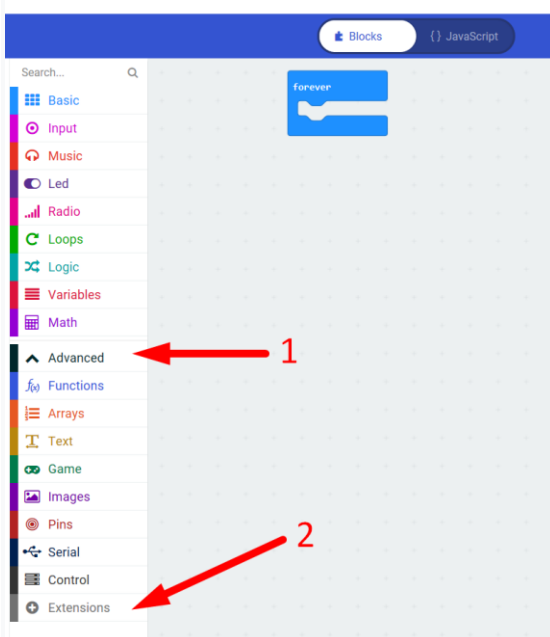 Blocks
{ } JavaScript
Search...
forever
Basic
Input
Music
Led
Radio
Loops
Logic
Variables
Math
Advanced
1
f(x) Functions
Arrays
Text
Game
Images
Pins
2
Serial
Control
Extensions